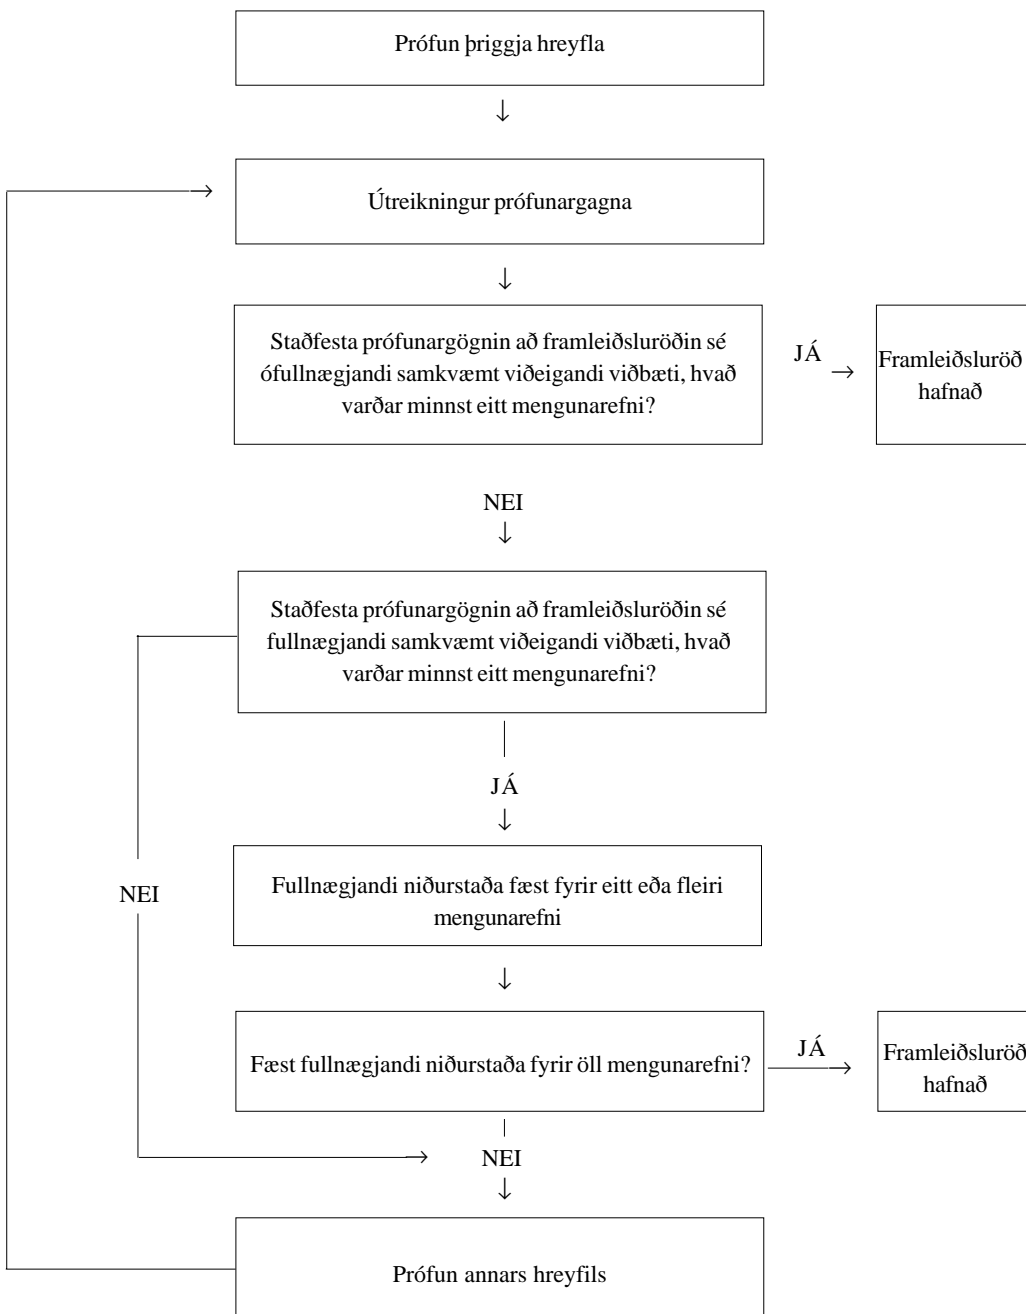 Prófun þriggja hreyfla
Útreikningur prófunargagna
Staðfesta prófunargögnin að framleiðsluröðin sé
ófullnægjandi samkvæmt viðeigandi viðbæti, hvað
varðar minnst eitt mengunarefni?
JÁ
Framleiðsluröð
hafnað
NEI
Staðfesta prófunargögnin að framleiðsluröðin sé
fullnægjandi samkvæmt viðeigandi viðbæti, hvað
varðar minnst eitt mengunarefni?
JÁ
NEI
Fullnægjandi niðurstaða fæst fyrir eitt eða fleiri
mengunarefni
Fæst fullnægjandi niðurstaða fyrir öll mengunarefni?
JÁ
Framleiðsluröð
hafnað
NEI
Prófun annars hreyfils